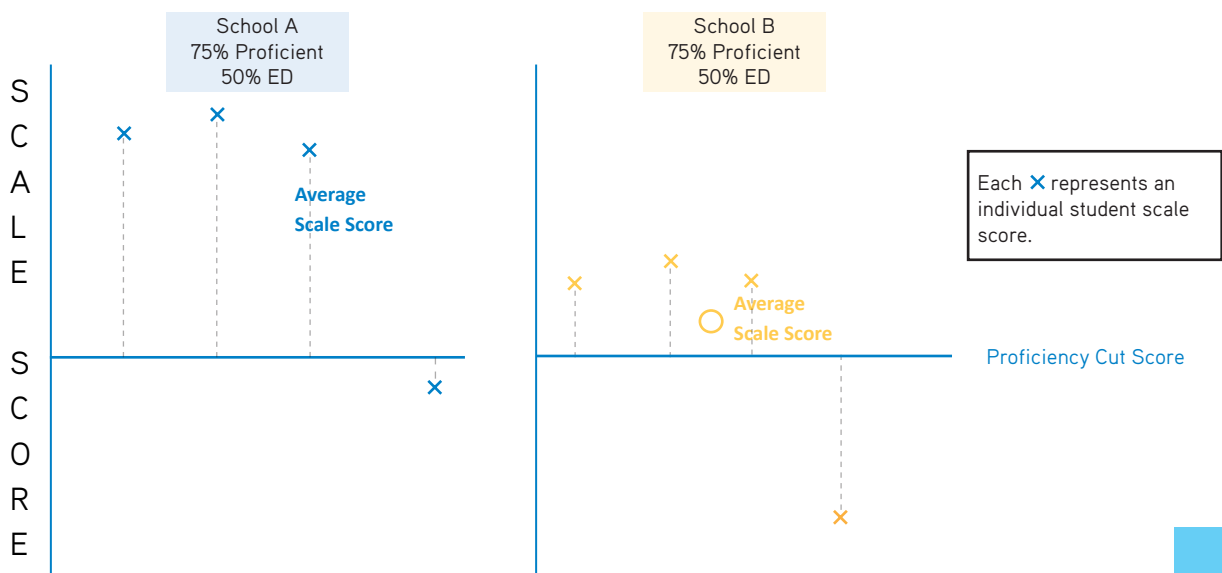 School A
75% Proficient
50% ED
School B
75% Proficient
50% ED
S
C
A
L
E
S
C
O
R
E
Average
Scale Score
Average
Scale Score
Each × represents an
individual student scale
score.
Proficiency Cut Score